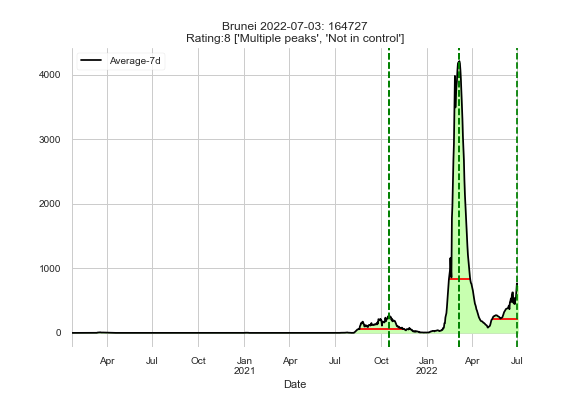 Brunei 2022-07-03: 164727
Rating:8 ['Multiple peaks', 'Not in control']
Average-7d
4000
3000
2000
1000
0
Apr Jul Oct Jan Apr Jul Oct Jan Apr Jul
2021 2022
Date